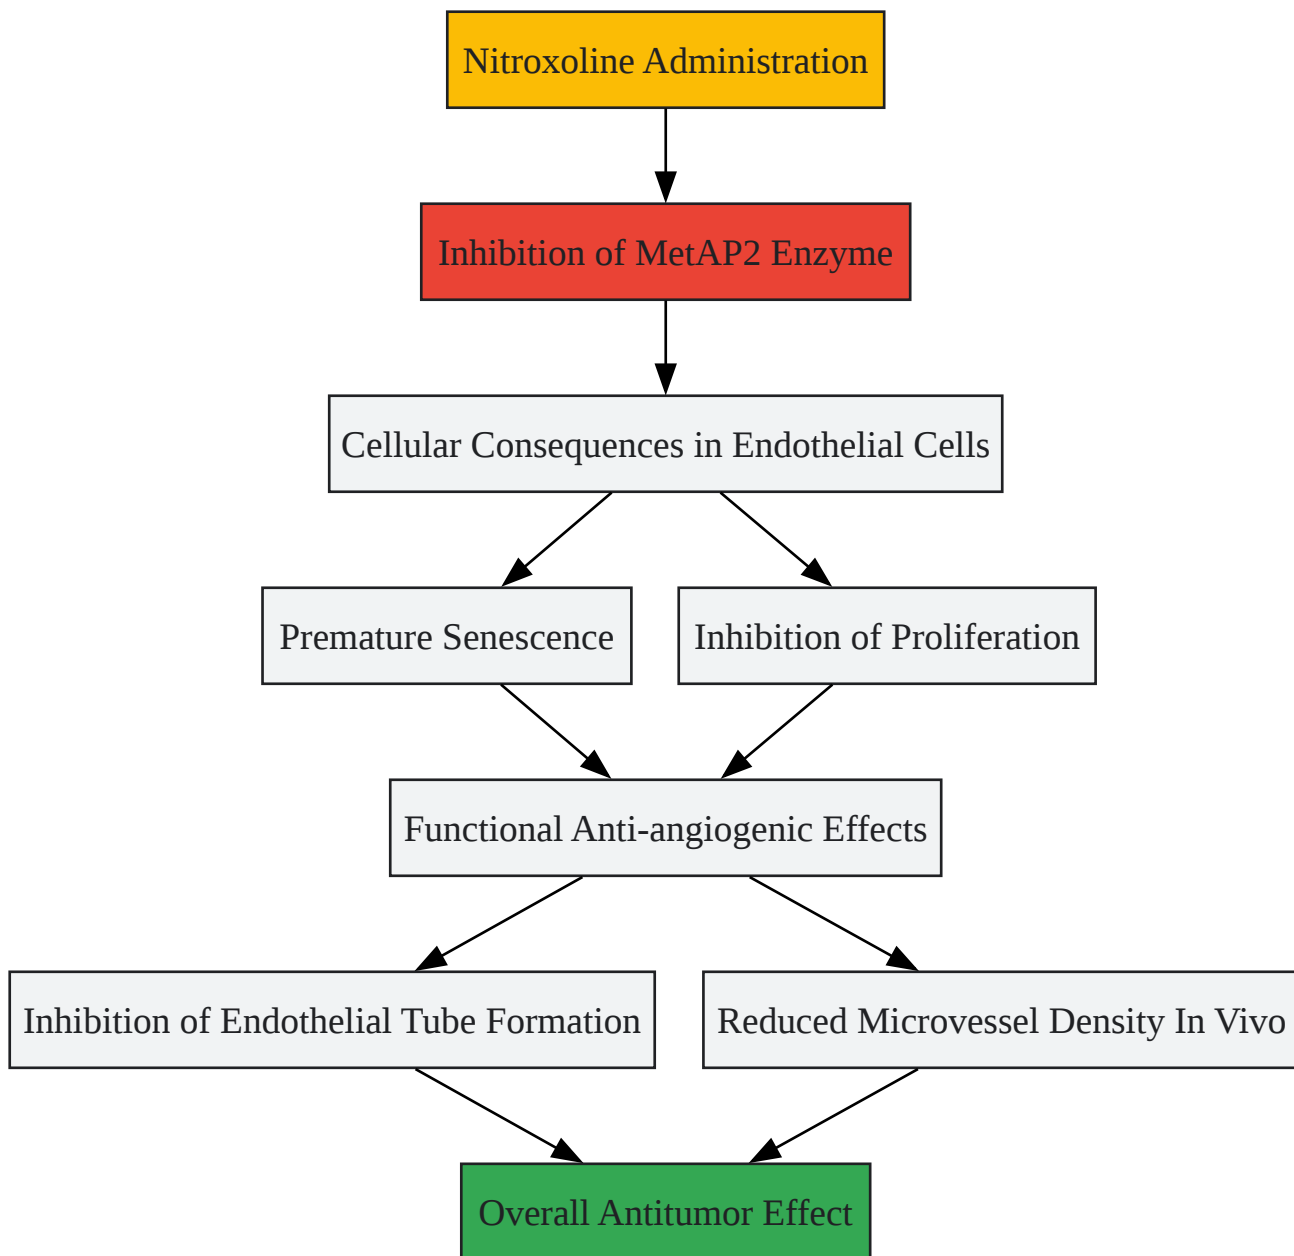 Nitroxoline Administration
Inhibition of MetAP2 Enzyme
Cellular Consequences in Endothelial Cells
Premature Senescence
Inhibition of Proliferation
Functional Anti-angiogenic Effects
Inhibition of Endothelial Tube Formation
Reduced Microvessel Density In Vivo
Overall Antitumor Effect